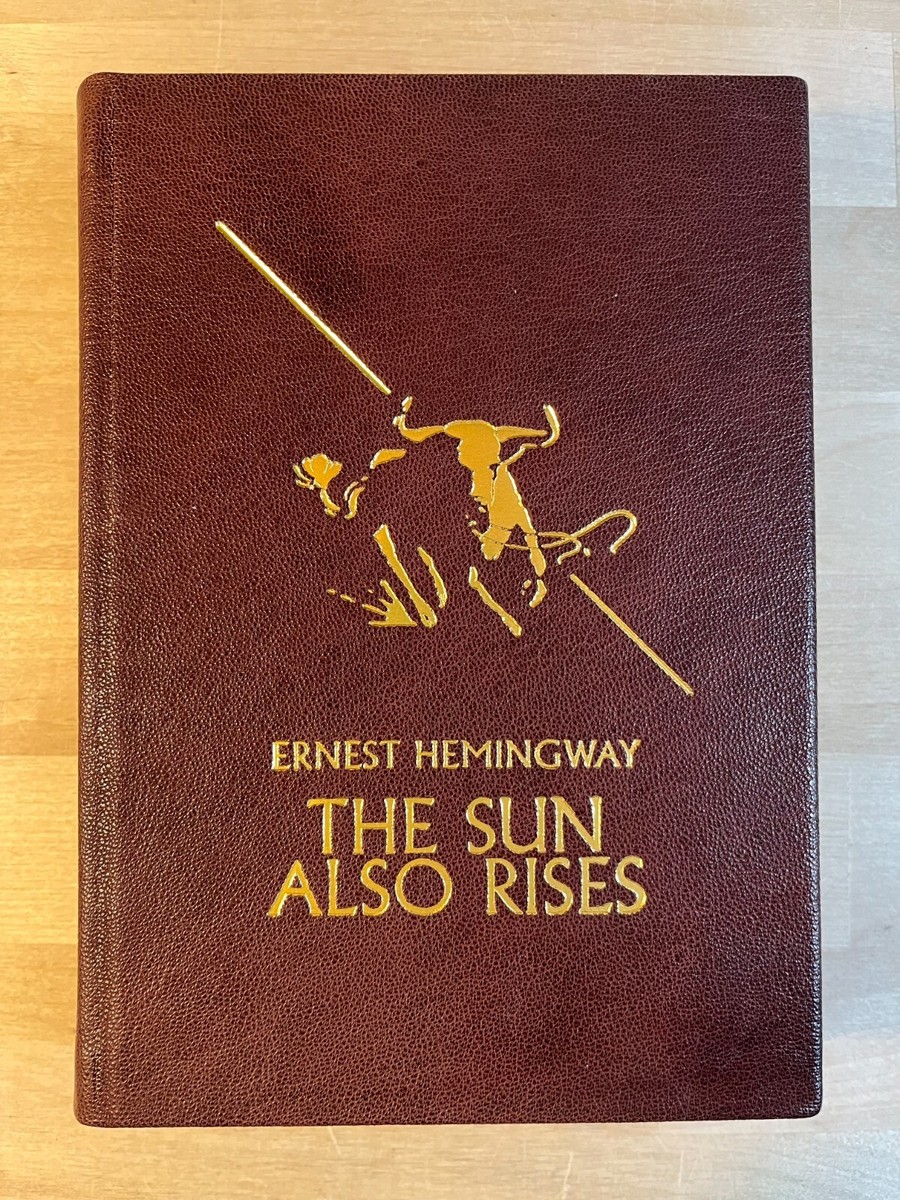 ERNEST HEMINGWAY
THE SUN
ALSO RISES